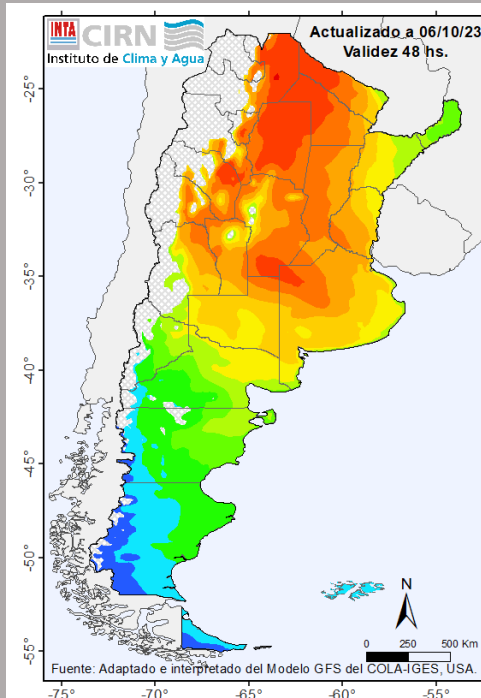 INTA CIRN
Instituto de Clima y Agua
Actualizado a 06/10/23
Validez 48 hs.
-25°
-30°
-35°
-40°
-45°
-50°
-55°
N
0 250 500 Km
Fuente: Adaptado e interpretado del Modelo GFS del COLA-IGES, USA.
-75° -70° -65° -60° -55°